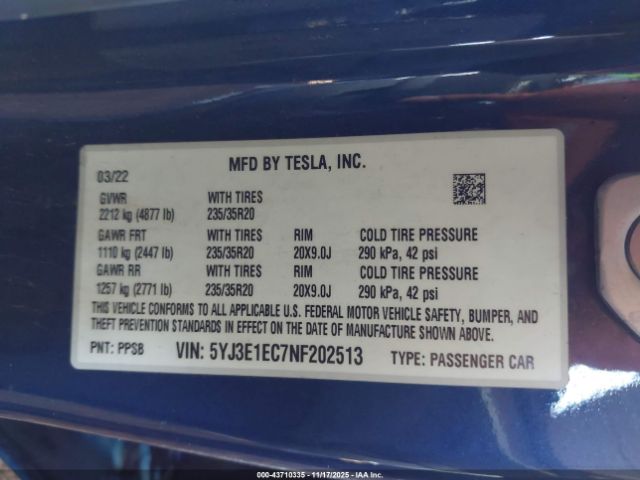 MFD BY TESLA, INC.
03/22
GVWR WITH TIRES
2212 kg (4877 lb) 235/35R20
GAWR FRT WITH TIRES RIM COLD TIRE PRESSURE
1110 kg (2447 lb) 235/35R20 20X9.0J 290 kPa, 42 psi
GAWR RR WITH TIRES RIM COLD TIRE PRESSURE
1257 kg (2771 lb) 235/35R20 20X9.0J 290 kPa, 42 psi
THIS VEHICLE CONFORMS TO ALL APPLICABLE U.S. FEDERAL MOTOR VEHICLE SAFETY, BUMPER, AND
THEFT PREVENTION STANDARDS IN EFFECT ON THE DATE OF MANUFACTURE SHOWN ABOVE.
PNT: PPSB VIN: 5YJ3E1EC7NF202513 TYPE: PASSENGER CAR
00-43710335 - 11/17/2025 - IAA Inc.